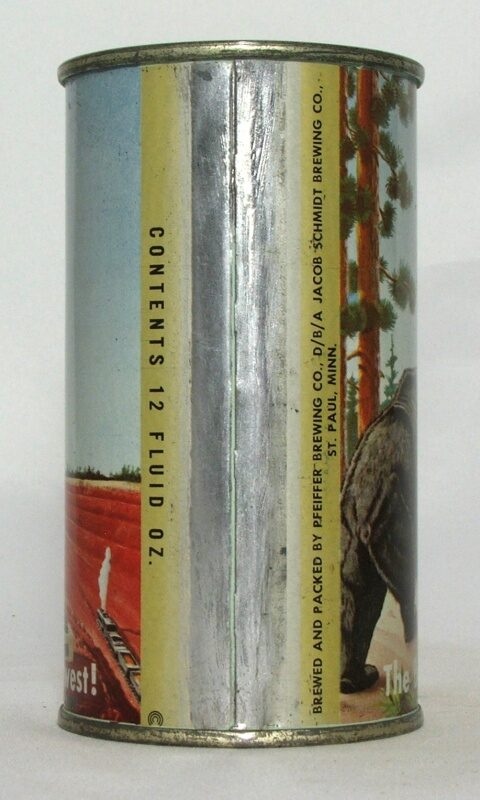 CONTENTS 12 FLUID OZ.
BREWED AND PACKED BY PFEIFFER BREWING CO., D/B/A JACOB SCHMIDT BREWING CO.,
ST. PAUL, MINN.
©
west!
The